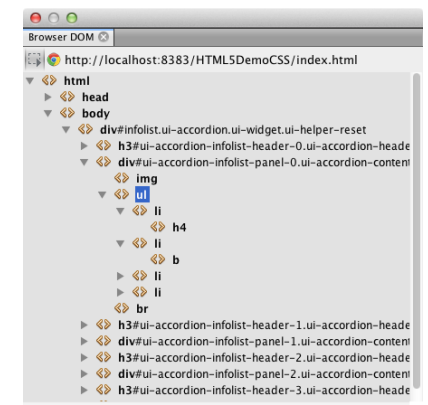 Browser DOM
http://localhost:8383/HTML5DemoCSS/index.html
html
head
body
div#infolist.ui-accordion.ui-widget.ui-helper-reset
h3#ui-accordion-infolist-header-0.ui-accordion-heade
div#ui-accordion-infolist-panel-0.ui-accordion-content
img
ul
li
h4
li
b
li
li
br
h3#ui-accordion-infolist-header-1.ui-accordion-heade
div#ui-accordion-infolist-panel-1.ui-accordion-content
h3#ui-accordion-infolist-header-2.ui-accordion-heade
div#ui-accordion-infolist-panel-2.ui-accordion-content
h3#ui-accordion-infolist-header-3.ui-accordion-heade